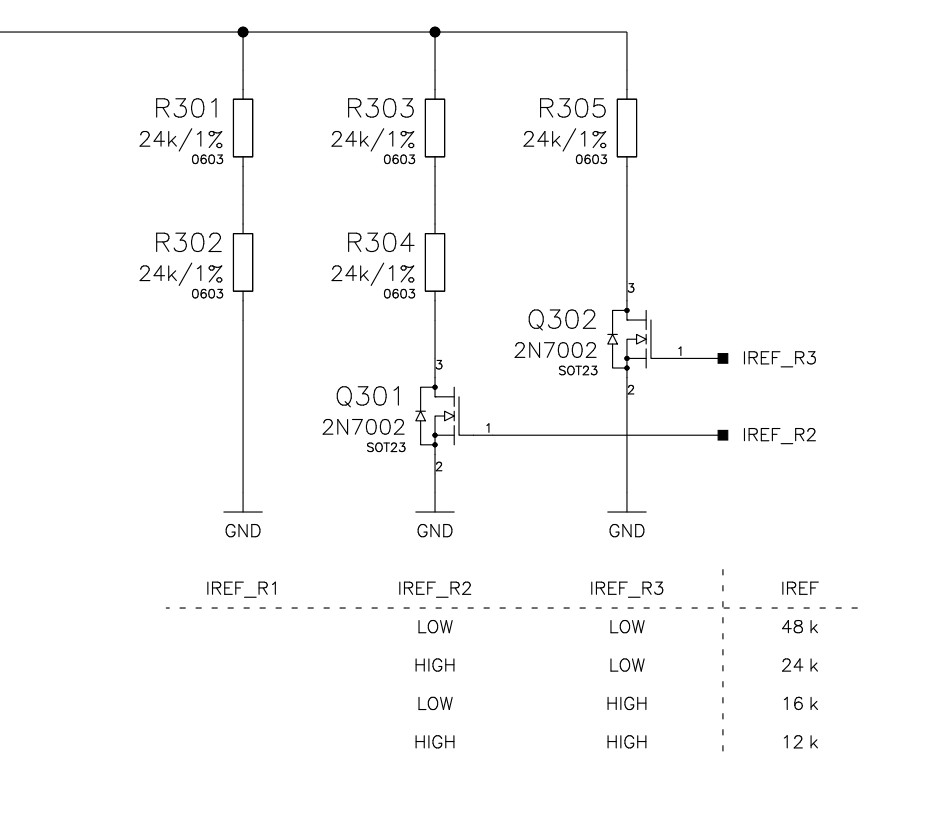 R301
24k/1%
0603
R303
24k/1%
0603
R305
24k/1%
0603
R302
24k/1%
0603
R304
24k/1%
0603
3
Q302
2N7002
SOT23
1
IREF_R3
2
3
Q301
2N7002
SOT23
1
IREF_R2
2
GND
GND
GND
IREF_R1 IREF_R2 IREF_R3 IREF
LOW LOW 48 k
HIGH LOW 24 k
LOW HIGH 16 k
HIGH HIGH 12 k